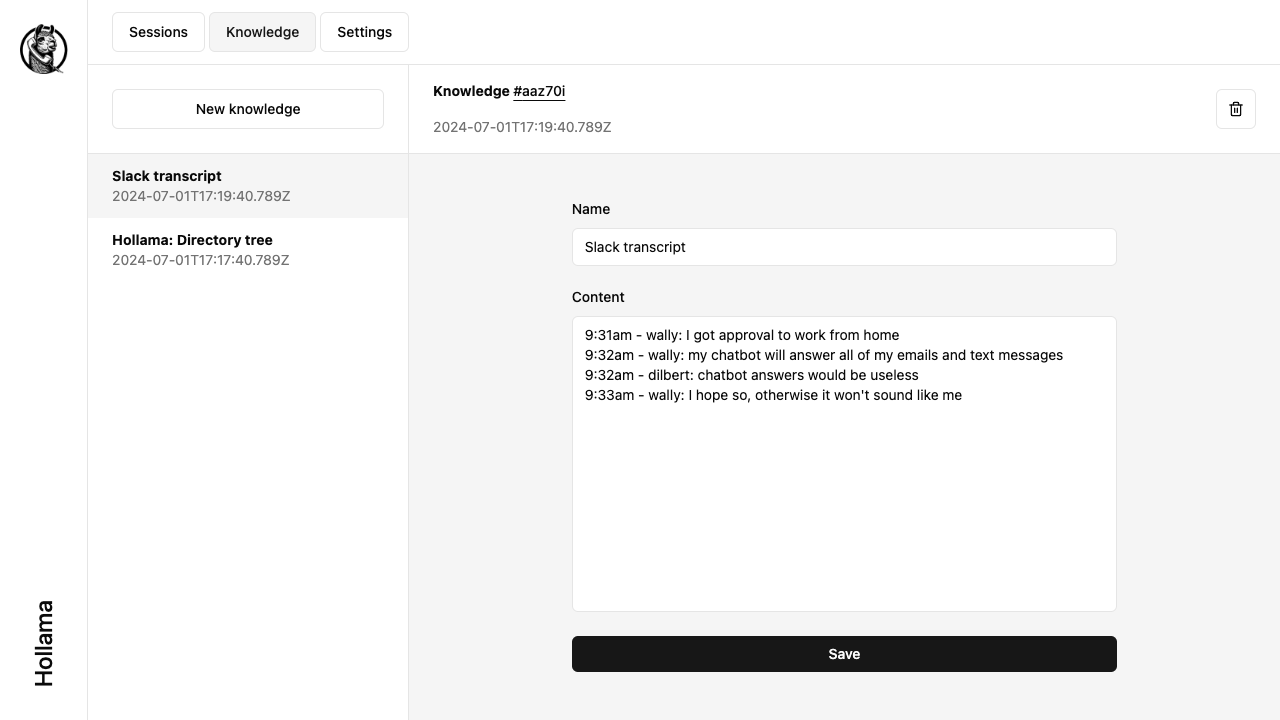 Sessions
Knowledge
Settings
New knowledge
Knowledge #aaz70i
2024-07-01T17:19:40.789Z
Slack transcript
2024-07-01T17:19:40.789Z
Hollama: Directory tree
2024-07-01T17:17:40.789Z
Name
Slack transcript
Content
9:31am - wally: I got approval to work from home
9:32am - wally: my chatbot will answer all of my emails and text messages
9:32am - dilbert: chatbot answers would be useless
9:33am - wally: I hope so, otherwise it won't sound like me
Save
Hollama